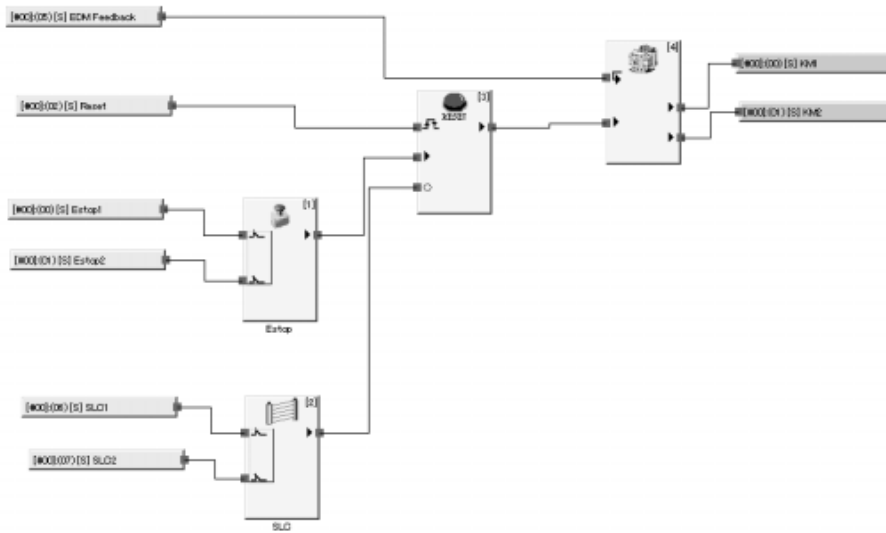 [#00]:(05) [S] EDM Feedback
[4]
[#00]:(00) [S] KM1
[#00]:(02) [S] Reset
[3]
RESET
[#00]:(01) [S] KM2
[#00]:(00) [S] Estop1
[1]
[#00]:(01) [S] Estop2
Estop
[#00]:(06) [S] SLC1
[2]
[#00]:(07) [S] SLC2
SLC